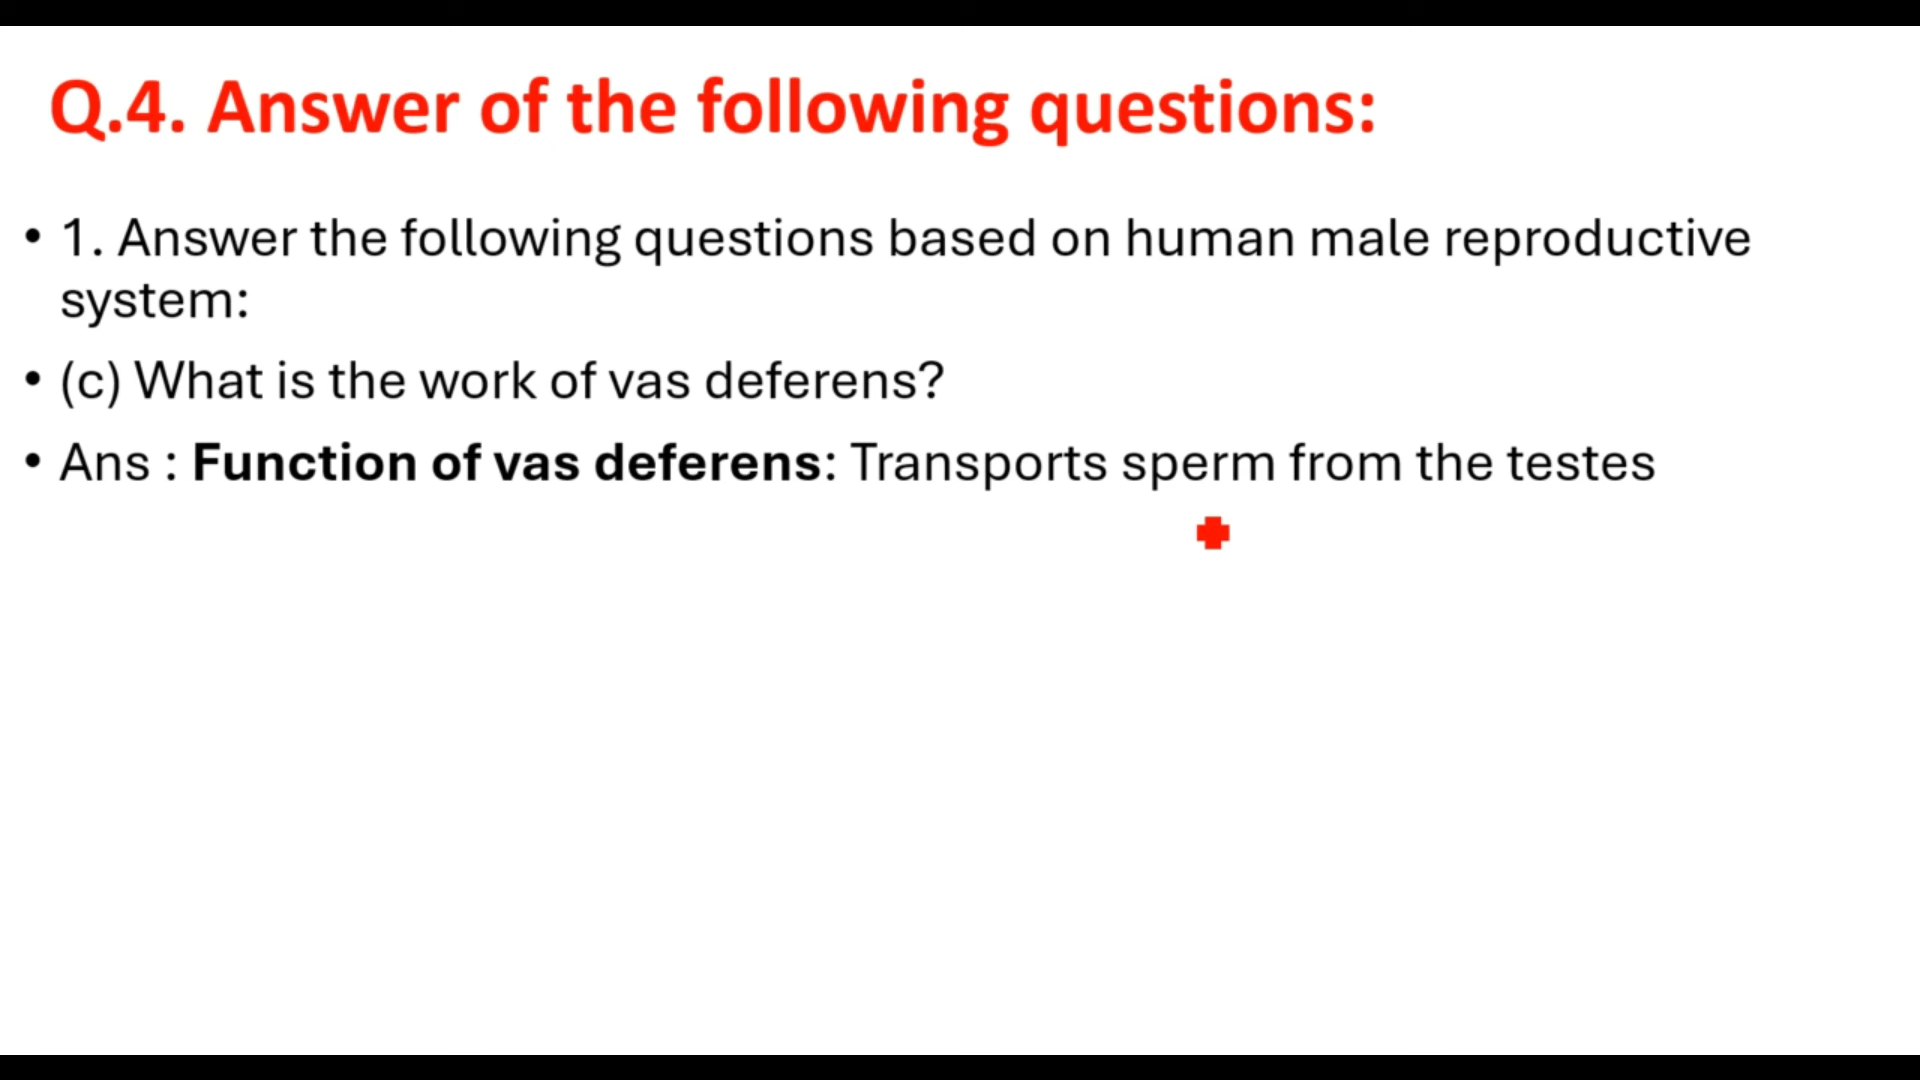 Q.4. Answer of the following questions:
• 1. Answer the following questions based on human male reproductive
system:
• (c) What is the work of vas deferens?
• Ans : Function of vas deferens: Transports sperm from the testes